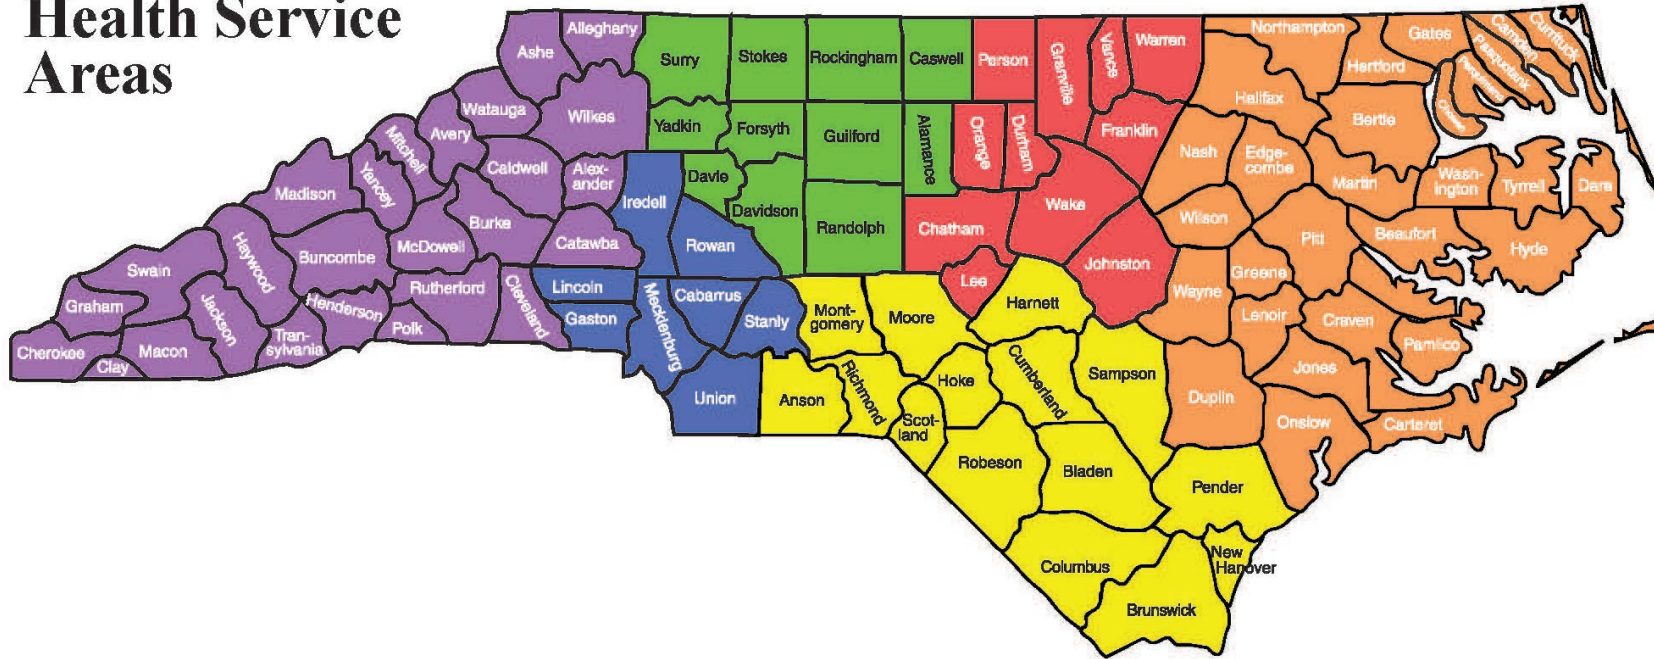 Health Service
Areas
Alleghany
Ashe
Surry
Stokes
Rockingham
Caswell
Person
Granville
Vance
Warren
Northampton
Gates
Camden
Currituck
Pasquotank
Perquimans
Chowan
Hertford
Halifax
Bertie
Watauga
Wilkes
Yadkin
Forsyth
Guilford
Alamance
Orange
Durham
Franklin
Nash
Edge-
combe
Martin
Wash-
ington
Tyrrell
Dare
Mitchell
Avery
Caldwell
Alex-
ander
Madison
Yancey
Iredell
Davie
Davidson
Randolph
Chatham
Wake
Wilson
Pitt
Beaufort
Hyde
Burke
McDowell
Catawba
Rowan
Buncombe
Haywood
Swain
Graham
Jackson
Henderson
Rutherford
Cleveland
Lincoln
Gaston
Mecklenburg
Cabarrus
Stanly
Mont-
gomery
Moore
Lee
Harnett
Johnston
Wayne
Greene
Lenoir
Craven
Pamlico
Cherokee
Clay
Macon
Tran-
sylvania
Polk
Union
Anson
Richmond
Hoke
Scot-
land
Cumberland
Sampson
Duplin
Jones
Onslow
Carteret
Robeson
Bladen
Pender
Columbus
New
Hanover
Brunswick